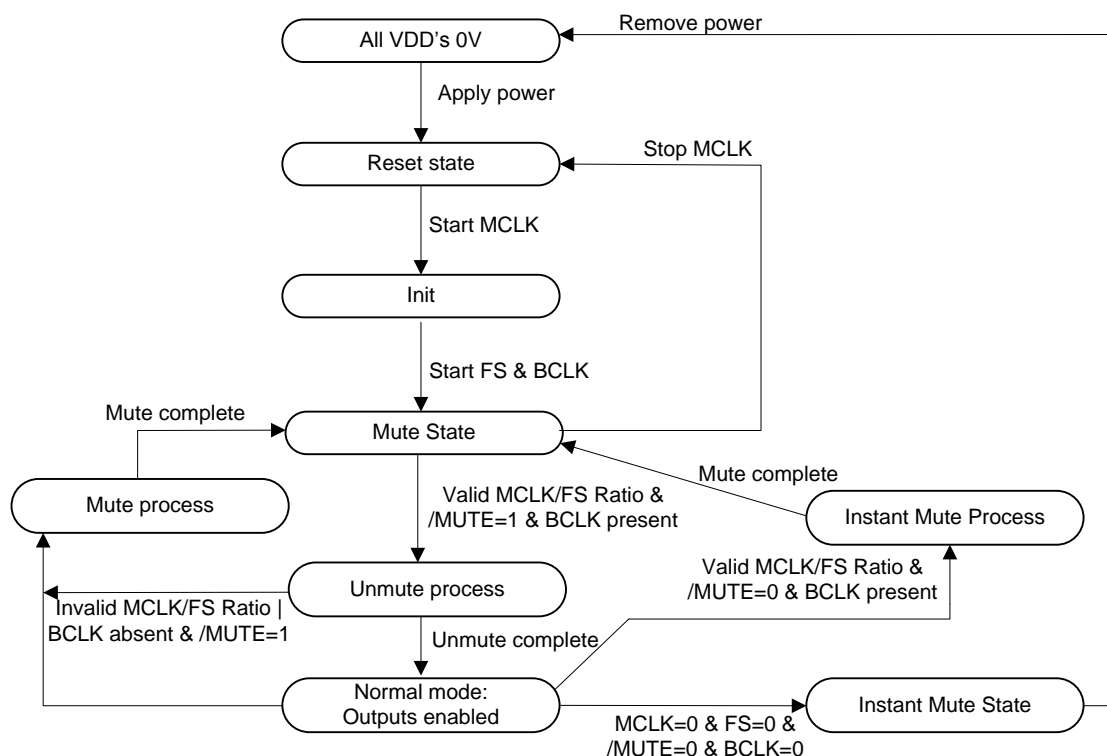 All VDD's 0V
Remove power
Apply power
Reset state
Stop MCLK
Start MCLK
Init
Start FS & BCLK
Mute complete
Mute State
Mute complete
Mute process
Valid MCLK/FS Ratio &
/MUTE=1 & BCLK present
Instant Mute Process
Unmute process
Valid MCLK/FS Ratio &
/MUTE=0 & BCLK present
Invalid MCLK/FS Ratio |
BCLK absent & /MUTE=1
Unmute complete
Normal mode:
Outputs enabled
Instant Mute State
MCLK=0 & FS=0 &
/MUTE=0 & BCLK=0